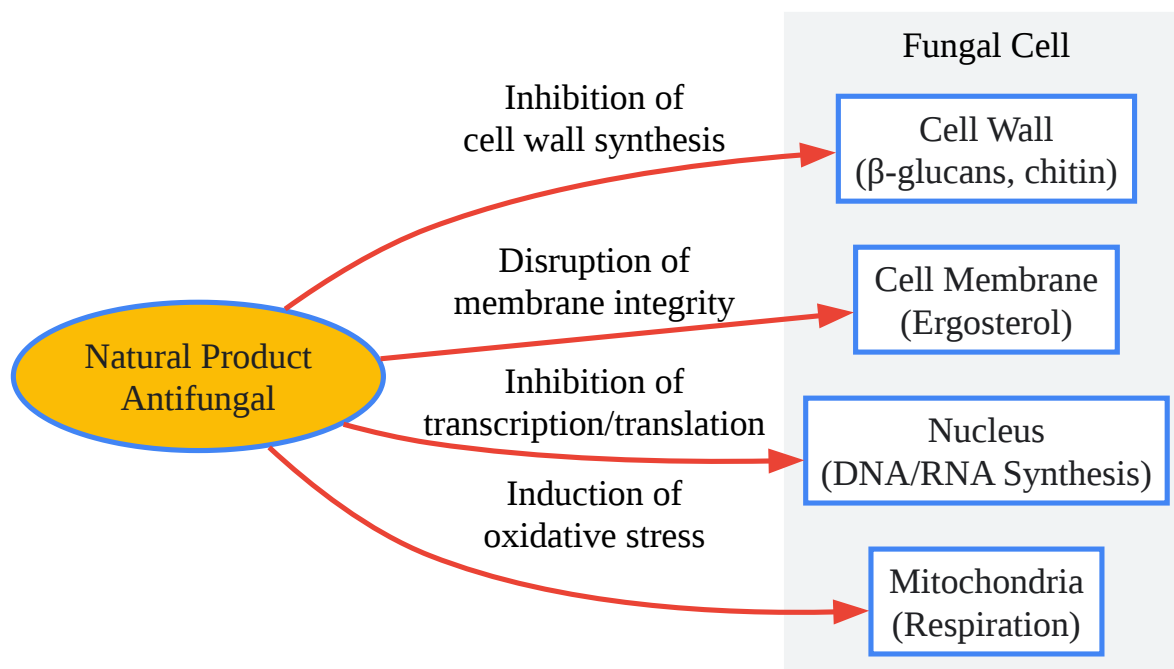 Fungal Cell
Inhibition of
cell wall synthesis
Cell Wall
(β-glucans, chitin)
Disruption of
membrane integrity
Cell Membrane
(Ergosterol)
Natural Product
Antifungal
Inhibition of
transcription/translation
Nucleus
(DNA/RNA Synthesis)
Induction of
oxidative stress
Mitochondria
(Respiration)